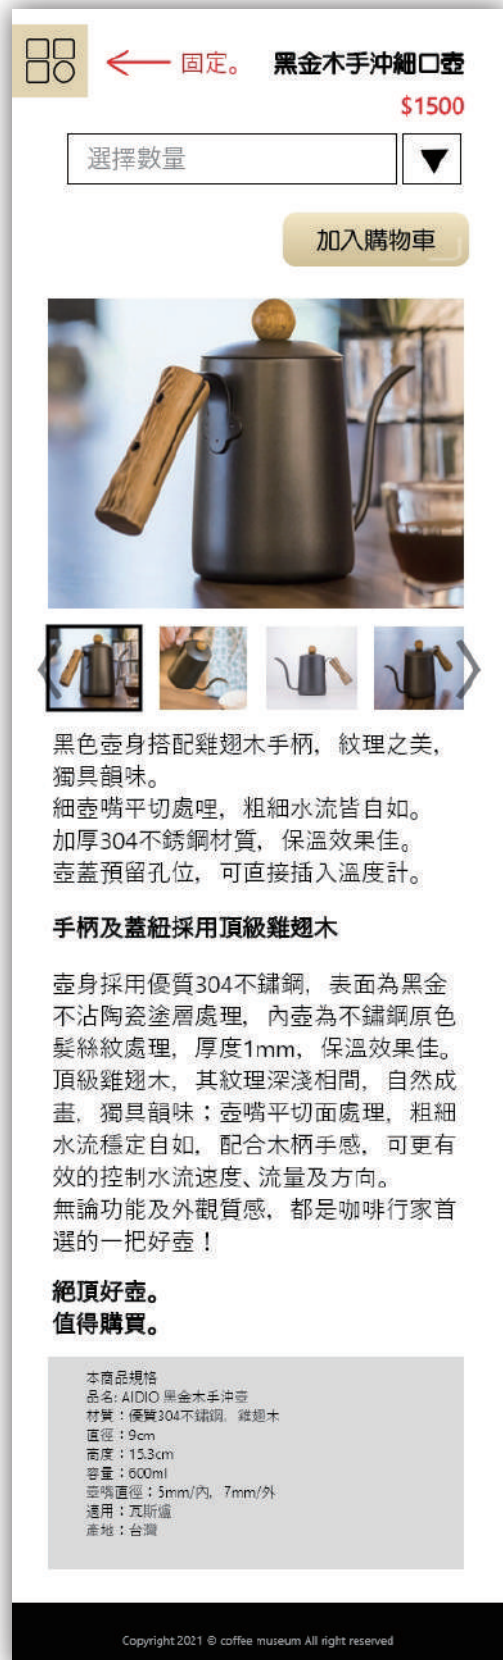 固定。
黑金木手沖細口壺
$1500
選擇數量
加入購物車
黑色壺身搭配雞翅木手柄，紋理之美，
獨具韻味。
細壺嘴平切處哩，粗細水流皆自如。
加厚304不銹鋼材質，保溫效果佳。
壺蓋預留孔位，可直接插入溫度計。
手柄及蓋紐採用頂級雞翅木
壺身採用優質304不鏽鋼，表面為黑金
不沾陶瓷塗層處理，內壺為不鏽鋼原色
髮絲紋處理，厚度1mm，保溫效果佳。
頂級雞翅木，其紋理深淺相間，自然成
畫，獨具韻味；壺嘴平切面處理，粗細
水流穩定自如，配合木柄手感，可更有
效的控制水流速度、流量及方向。
無論功能及外觀質感，都是咖啡行家首
選的一把好壺！
絕頂好壺。
值得購買。
本商品規格
品名: AIDIO 黑金木手沖壺
材質：優質304不鏽鋼，雞翅木
直徑：9cm
高度：15.3cm
容量：600ml
壺嘴直徑：5mm/內，7mm/外
適用：瓦斯爐
產地：台灣
Copyright 2021 © coffee museum All right reserved